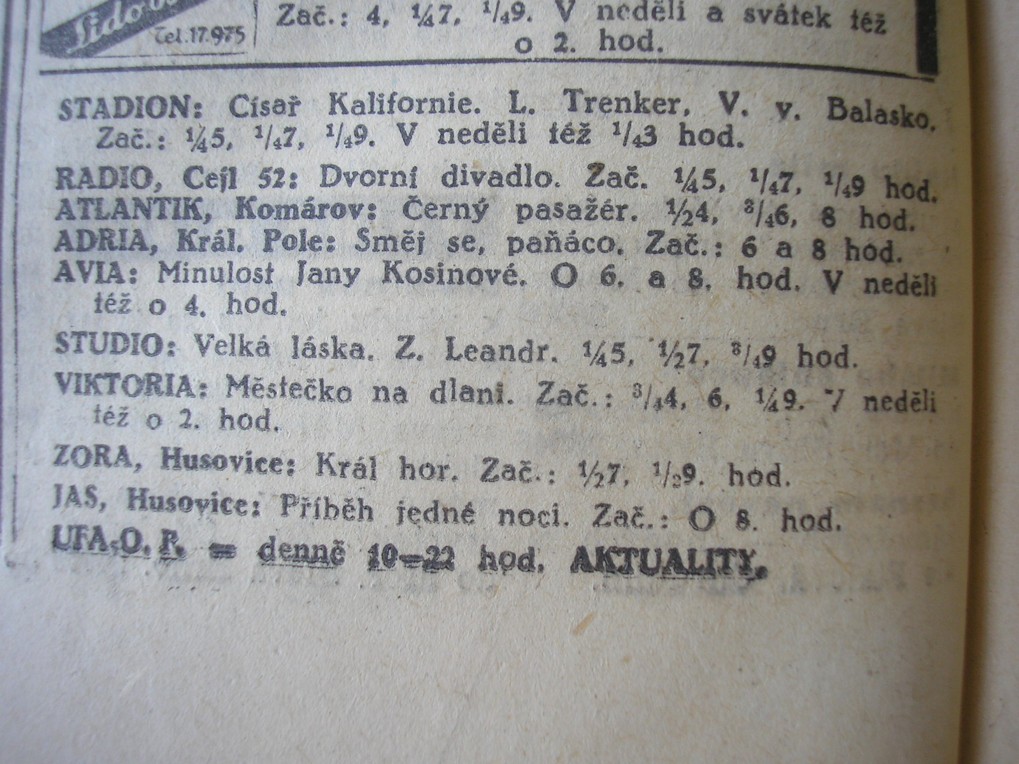 Lido
Tel. 17.975
Zač.: 4, ¼7, ¼9. V neděli a svátek též
o 2. hod.
STADION: Císař Kalifornie. L. Trenker, V. v. Balasko.
Zač.: ¼5, ¼7, ¼9. V neděli též ¼3 hod.
RADIO, Cejl 52: Dvorní divadlo. Zač. ¼5, ¼7, ¼9 hod.
ATLANTIK, Komárov: Černý pasažér. ½4, ¾6, 8 hod.
ADRIA, Král. Pole: Směj se, paňáco. Zač.: 6 a 8 hod.
AVIA: Minulost Jany Kosinové. O 6. a 8. hod. V neděli
též o 4. hod.
STUDIO: Velká láska. Z. Leandr. ¼5, ½7, ¾9 hod.
VIKTORIA: Městečko na dlani. Zač.: ¾4, 6, ¼9. V neděli
též o 2. hod.
ZORA, Husovice: Král hor. Zač.: ½7, ½9. hod.
JAS, Husovice: Příběh jedné noci. Zač.: O 8. hod.
UFA.O. P. = denně 10—22 hod. AKTUALITY.